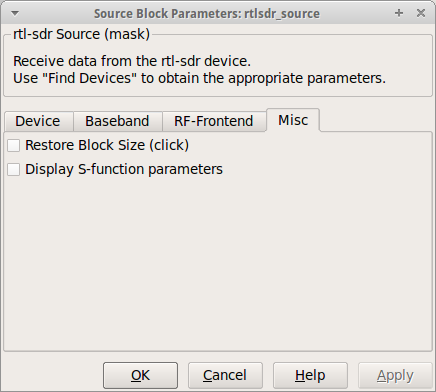 Source Block Parameters: rtlsdr_source
rtl-sdr Source (mask)
Receive data from the rtl-sdr device.
Use "Find Devices" to obtain the appropriate parameters.
Device Baseband RF-Frontend Misc
Restore Block Size (click)
Display S-function parameters
OK Cancel Help Apply